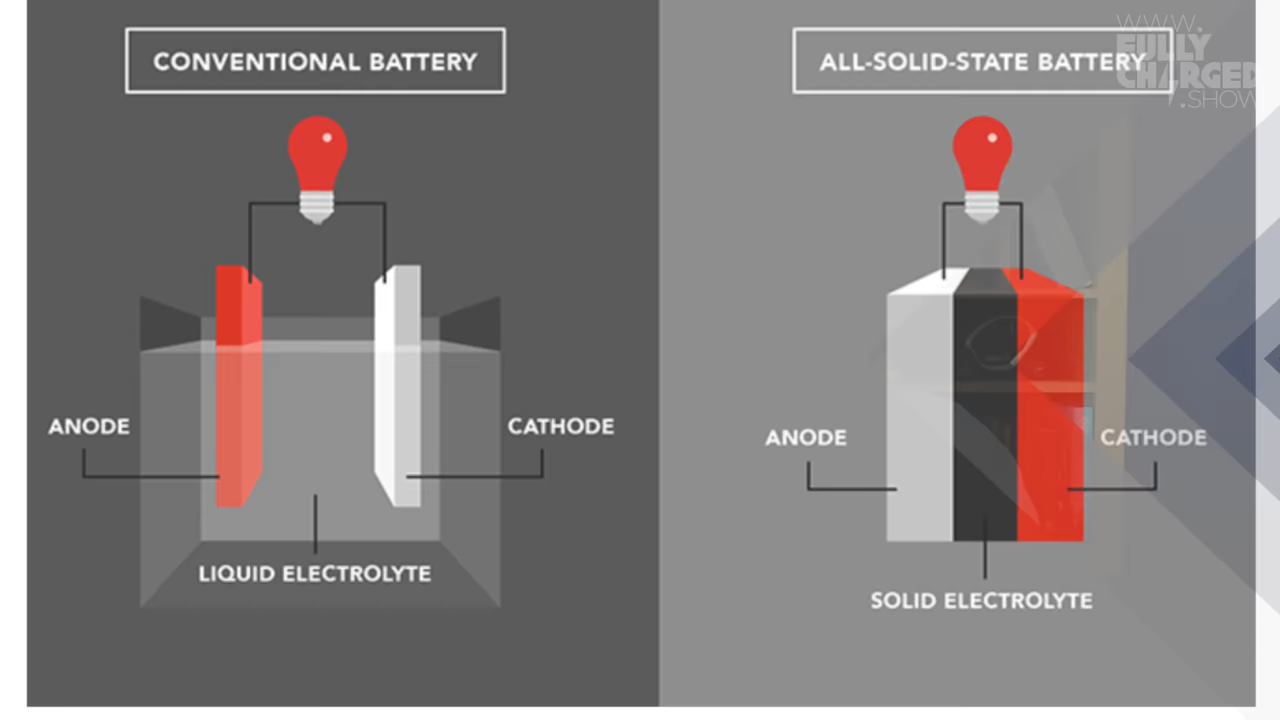 CONVENTIONAL BATTERY
ANODE
CATHODE
LIQUID ELECTROLYTE
ALL-SOLID-STATE BATTERY
ANODE
CATHODE
SOLID ELECTROLYTE
WWW.
FULLY
CHARGED
.SHOW